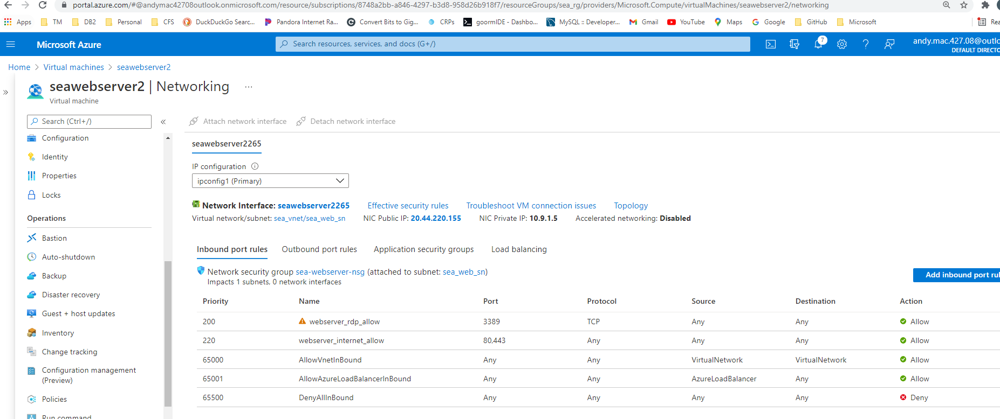 portal.azure.com/#@andymac42708outlook.onmicrosoft.com/resource/subscriptions/8748a2bb-a846-4297-b3d8-958d26b918f7/resourceGroups/sea_rg/providers/Microsoft.Compute/virtualMachines/seawebserver2/networking
Apps TM DB2 Personal CFS DuckDuckGo Searc... Pandora Internet Ra... Convert Bits to Gig... CRPs goormIDE - Dashbo... MySQL :: Developer... Gmail YouTube Maps Google GitHub Microsoft Rea
Microsoft Azure Search resources, services, and docs (G+/) 7 andy.mac.427.08@outlo
DEFAULT DIRECTO
Home > Virtual machines > seawebserver2
seawebserver2 | Networking ...
Virtual machine
Search (Ctrl+/)
Configuration
Identity
Properties
Locks
Operations
Bastion
Auto-shutdown
Backup
Disaster recovery
Guest + host updates
Inventory
Change tracking
Configuration management
(Preview)
Policies
Run command
Attach network interface Detach network interface
seawebserver2265
IP configuration
ipconfig1 (Primary)
Network Interface: seawebserver2265 Effective security rules Troubleshoot VM connection issues Topology
Virtual network/subnet: sea_vnet/sea_web_sn NIC Public IP: 20.44.220.155 NIC Private IP: 10.9.1.5 Accelerated networking: Disabled
Inbound port rules Outbound port rules Application security groups Load balancing
Network security group sea-webserver-nsg (attached to subnet: sea_web_sn)
Impacts 1 subnets, 0 network interfaces
Add inbound port rul
Priority Name Port Protocol Source Destination Action
200 webserver_rdp_allow 3389 TCP Any Any Allow
220 webserver_internet_allow 80,443 Any Any Any Allow
65000 AllowVnetInBound Any Any VirtualNetwork VirtualNetwork Allow
65001 AllowAzureLoadBalancerInBound Any Any AzureLoadBalancer Any Allow
65500 DenyAllInBound Any Any Any Any Deny